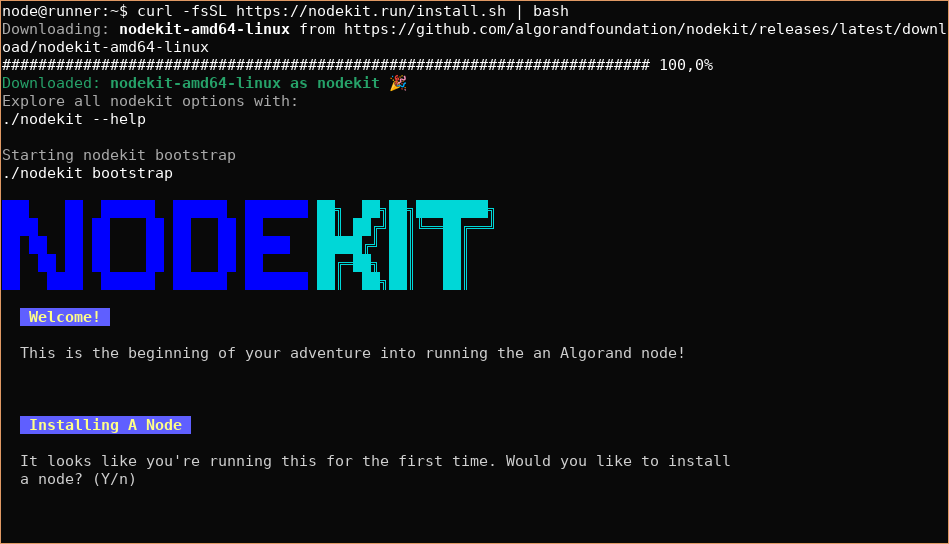 node@runner:~$ curl -fsSL https://nodekit.run/install.sh | bash
Downloading: nodekit-amd64-linux from https://github.com/algorandfoundation/nodekit/releases/latest/downl
oad/nodekit-amd64-linux
######################################################################## 100,0%
Downloaded: nodekit-amd64-linux as nodekit 🎉
Explore all nodekit options with:
./nodekit --help
Starting nodekit bootstrap
./nodekit bootstrap
NODEKIT
Welcome!
This is the beginning of your adventure into running the an Algorand node!
Installing A Node
It looks like you're running this for the first time. Would you like to install
a node? (Y/n)